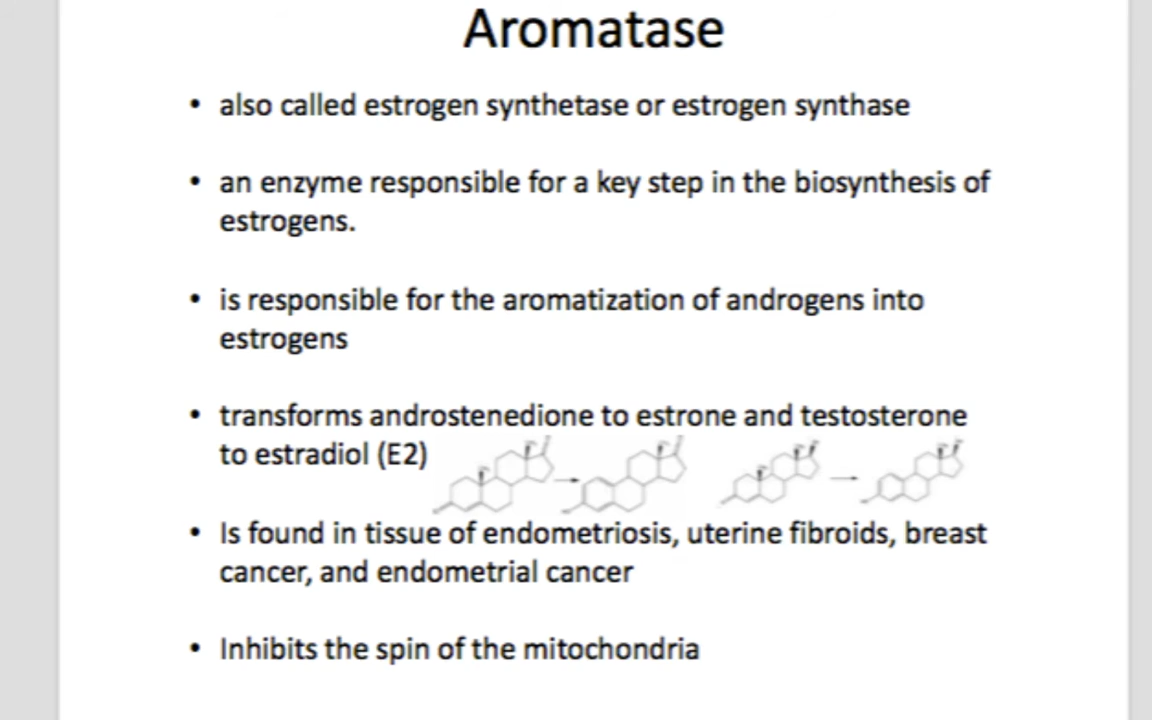 Aromatase
• also called estrogen synthetase or estrogen synthase
• an enzyme responsible for a key step in the biosynthesis of
estrogens.
• is responsible for the aromatization of androgens into
estrogens
• transforms androstenedione to estrone and testosterone
to estradiol (E2)
• Is found in tissue of endometriosis, uterine fibroids, breast
cancer, and endometrial cancer
• Inhibits the spin of the mitochondria